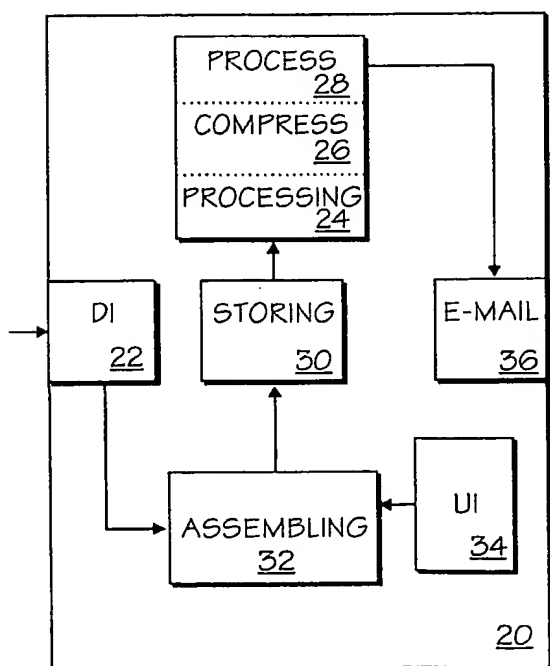 PROCESS
28
COMPRESS
26
PROCESSING
24
DI
22
STORING
30
E-MAIL
36
ASSEMBLING
32
UI
34
20